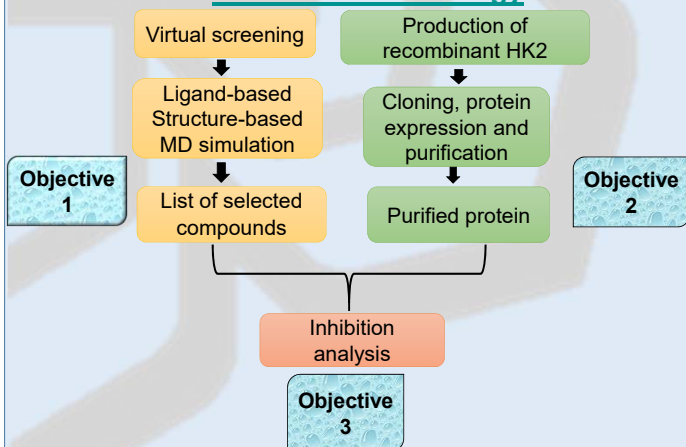 Virtual screening
Ligand-based
Structure-based
MD simulation
Objective
1
List of selected
compounds
Production of
recombinant HK2
Cloning, protein
expression and
purification
Purified protein
Objective
2
Inhibition
analysis
Objective
3